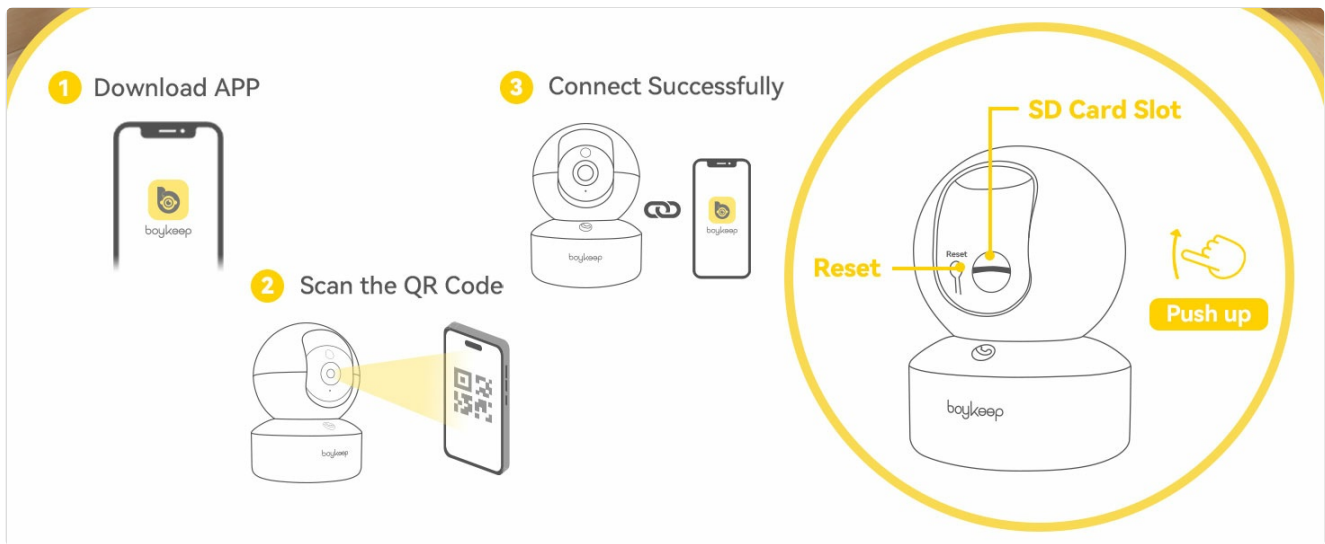 1 Download APP
boykeep
2 Scan the QR Code
boykeep
3 Connect Successfully
boykeep
boykeep
SD Card Slot
Reset
Reset
Push up
boykeep